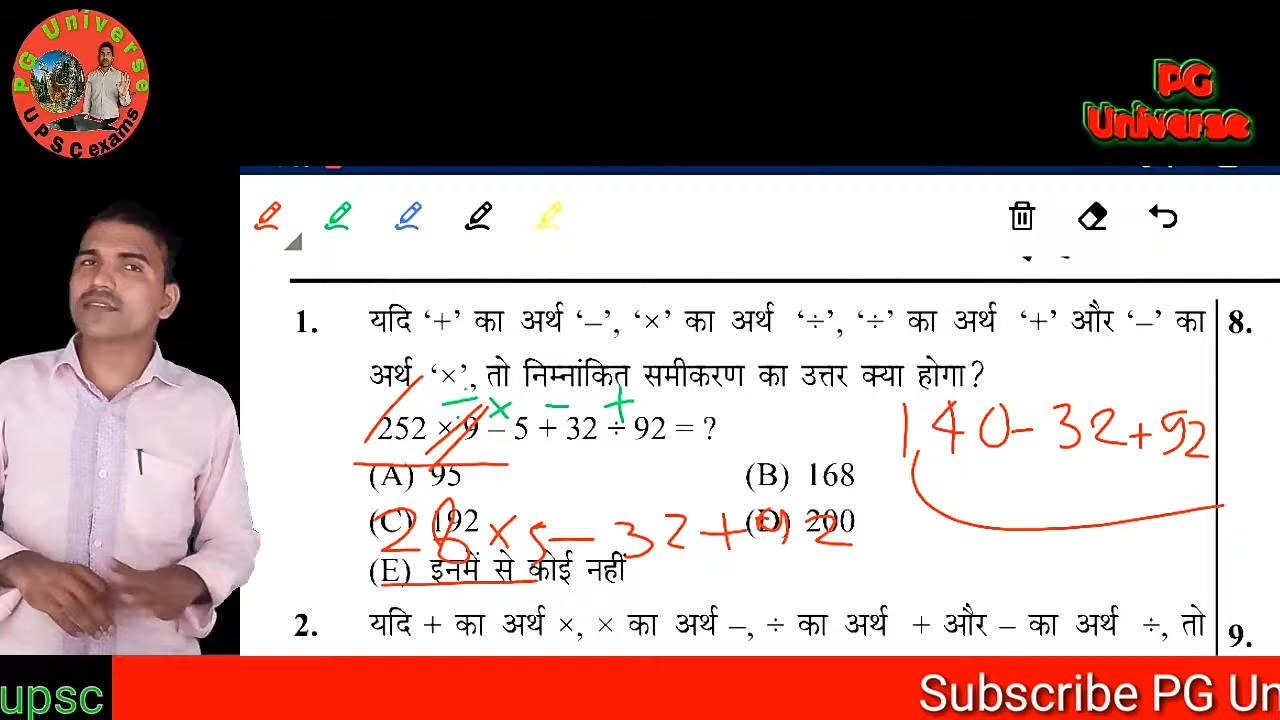 PG Universe
UPSC exams
PG
Universe
1. यदि ‘+’ का अर्थ ‘–’, ‘×’ का अर्थ ‘÷’, ‘÷’ का अर्थ ‘+’ और ‘–’ का
अर्थ ‘×’, तो निम्नांकित समीकरण का उत्तर क्या होगा?
÷ × – +
252 × 9 – 5 + 32 ÷ 92 = ?
140 – 32 + 92
(A) 95 (B) 168
(C) 192 (D) 200
28 × 5 – 32 + 92
(E) इनमें से कोई नहीं
2. यदि + का अर्थ ×, × का अर्थ –, ÷ का अर्थ + और – का अर्थ ÷, तो
8.
9.
upsc
Subscribe PG Un